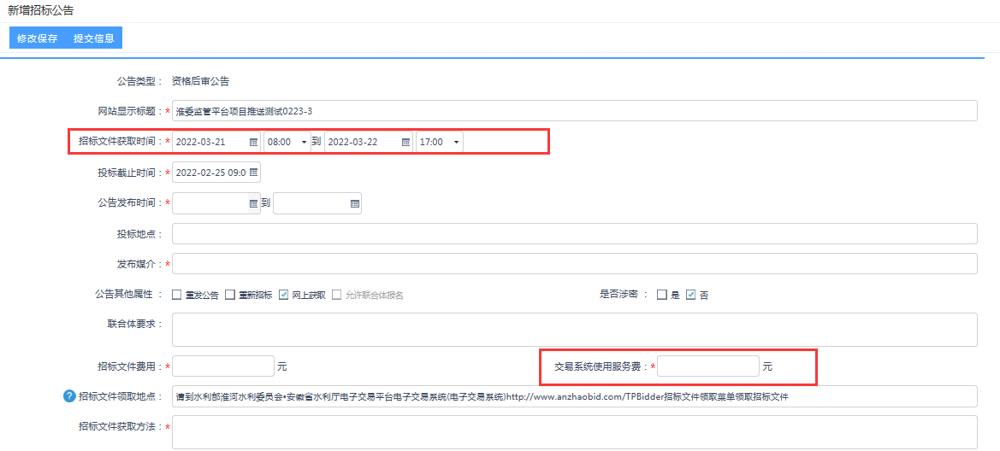 新增招标公告
修改保存 提交信息
公告类型： 资格后审公告
网站显示标题：* 淮委监管平台项目推送测试0223-3
招标文件获取时间：* 2022-03-21 08:00 到 2022-03-22 17:00
投标截止时间：* 2022-02-25 09:0
公告发布时间：* 到
投标地点：
发布媒介：*
公告其他属性： 重发公告 重新招标 网上获取 允许联合体报名 是否涉密： 是 否
联合体要求：
招标文件费用：* 元 交易系统使用服务费：* 元
? 招标文件领取地点： 请到水利部淮河水利委员会•安徽省水利厅电子交易平台电子交易系统(电子交易系统)http://www.anzhaobid.com/TPBidder招标文件领取菜单领取招标文件
招标文件获取方法：*